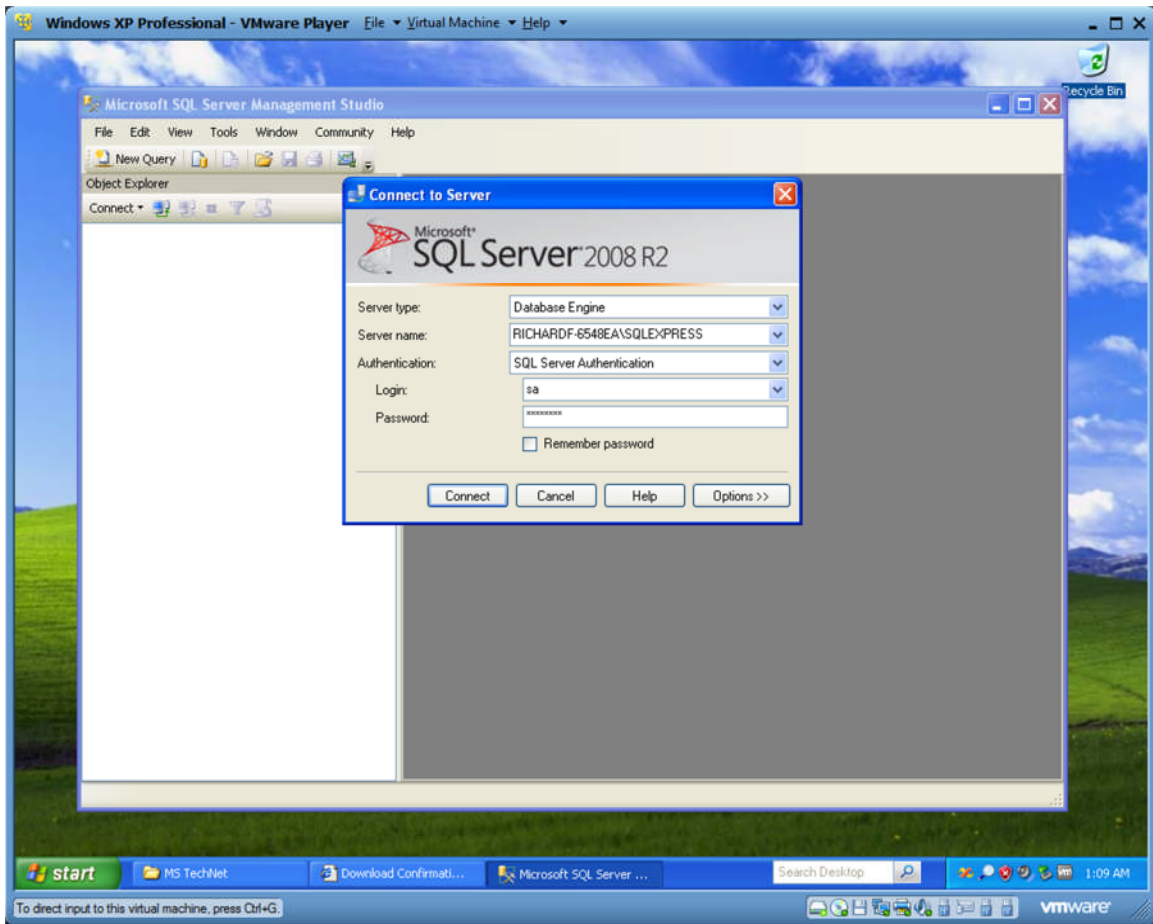 Windows XP Professional - VMware Player File Virtual Machine Help
Recycle Bin
Microsoft SQL Server Management Studio
File Edit View Tools Window Community Help
New Query
Object Explorer
Connect
Connect to Server
Microsoft®
SQL Server® 2008 R2
Server type: Database Engine
Server name: RICHARDF-6548EA\SQLEXPRESS
Authentication: SQL Server Authentication
Login: sa
Password: ********
Remember password
Connect Cancel Help Options >>
start MS TechNet Download Confirmati... Microsoft SQL Server ... Search Desktop 1:09 AM
To direct input to this virtual machine, press Ctrl+G. vmware